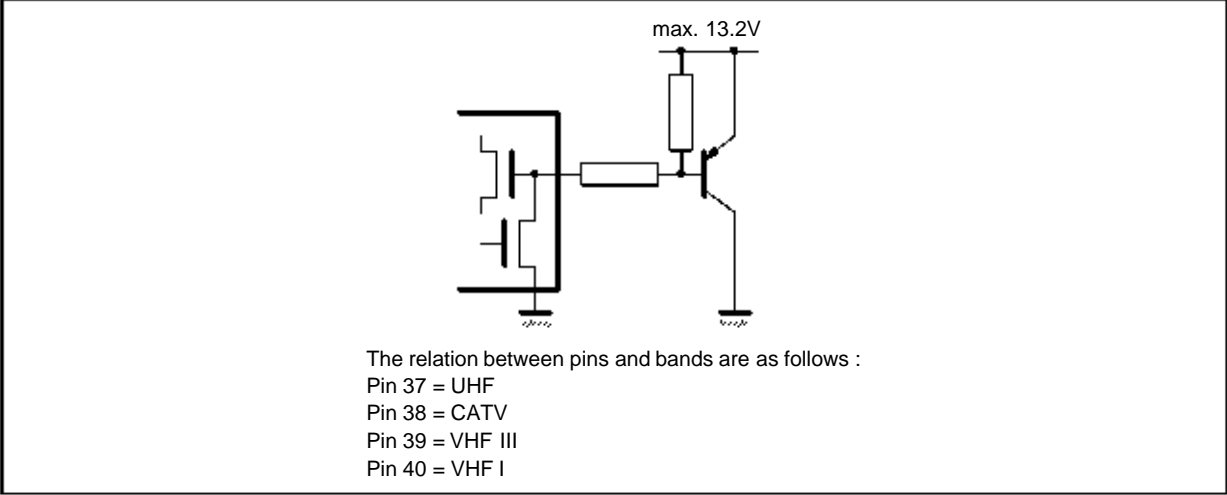 max. 13.2V
The relation between pins and bands are as follows :
Pin 37 = UHF
Pin 38 = CATV
Pin 39 = VHF III
Pin 40 = VHF I